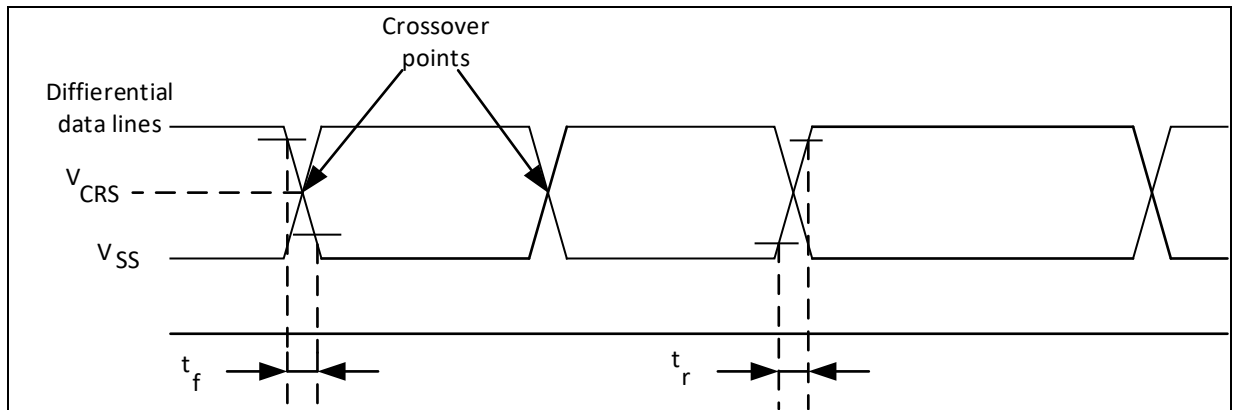 Crossover
points
Diffierential
data lines
V
CRS
V
SS
t
f
t
r